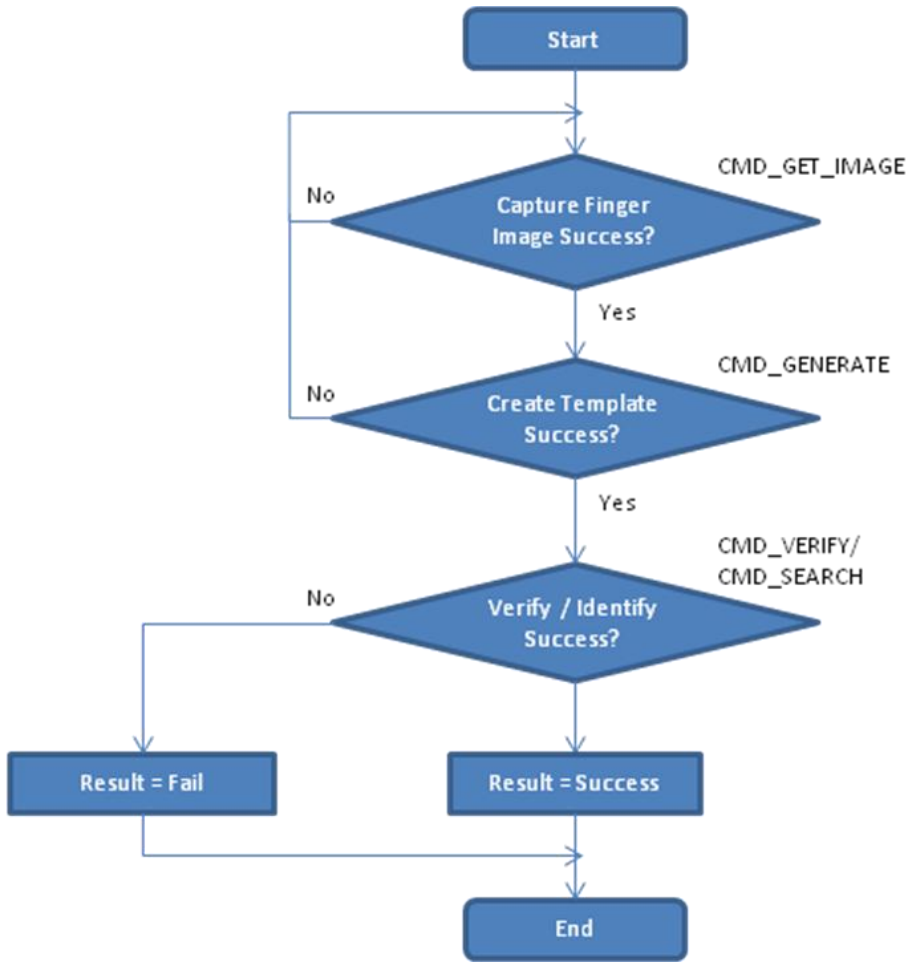 Start
CMD_GET_IMAGE
No
Capture Finger
Image Success?
Yes
CMD_GENERATE
No
Create Template
Success?
Yes
CMD_VERIFY/
CMD_SEARCH
No
Verify / Identify
Success?
Result = Fail
Result = Success
End